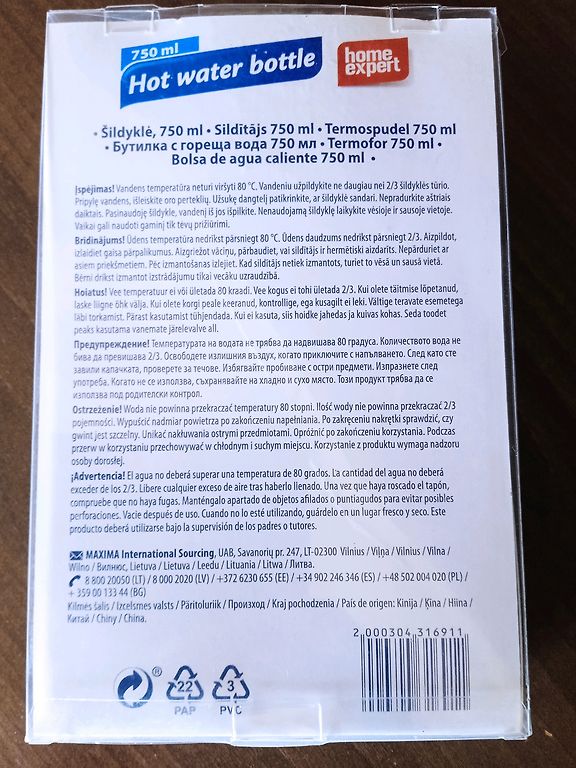 750 ml
Hot water bottle
home
expert
• Šildyklė, 750 ml • Sildītājs 750 ml • Termospudel 750 ml
• Бутилка с гореща вода 750 мл • Termofor 750 ml •
Bolsa de agua caliente 750 ml •
Įspėjimas! Vandens temperatūra neturi viršyti 80 °C. Vandeniu užpildykite ne daugiau nei 2/3 šildyklės tūrio.
Pripylę vandens, išleiskite oro perteklių. Užsukę dangtelį patikrinkite, ar šildyklė sandari. Nepradurkite aštriais
daiktais. Pasinaudoję šildykle, vandenį iš jos išpilkite. Nenaudojamą šildyklę laikykite vėsioje ir sausoje vietoje.
Vaikai gali naudoti gaminį tik tėvų prižiūrimi.
Bridinājums! Ūdens temperatūra nedrīkst pārsniegt 80 °C. Ūdens daudzums nedrīkst pārsniegt 2/3. Aizpildot,
izlaidiet gaisa pārpalikumu. Aizgriežot vāciņu, pārbaudiet, vai sildītājs ir hermētiski aizdarīts. Nepārduriet ar
asiem priekšmetiem. Pēc izmantošanas izlejiet. Kad sildītājs netiek izmantots, turiet to vēsā un sausā vietā.
Bērni drīkst izmantot izstrādājumu tikai vecāku uzraudzībā.
Hoiatus! Vee temperatuur ei või ületada 80 kraadi. Vee kogus ei tohi ületada 2/3. Kui olete täitmise lõpetanud,
laske liigne õhk välja. Kui olete korgi peale keeranud, kontrollige, ega kusagilt ei leki. Vältige teravate esemetega
läbi torkamist. Pärast kasutamist tühjendada. Kui ei kasuta, siis hoidke jahedas ja kuivas kohas. Seda toodet
peaks kasutama vanemate järelevalve all.
Предупреждение! Температурата на водата не трябва да надвишава 80 градуса. Количеството вода не
бива да превишава 2/3. Освободете излишния въздух, когато приключите с напълването. След като сте
завили капачката, проверете за течове. Избягвайте пробиване с остри предмети. Изпразнете след
употреба. Когато не се използва, съхранявайте на хладно и сухо място. Този продукт трябва да се
използва под родителски контрол.
Ostrzeżenie! Woda nie powinna przekraczać temperatury 80 stopni. Ilość wody nie powinna przekraczać 2/3
pojemności. Wypuścić nadmiar powietrza po zakończeniu napełniania. Po zakręceniu nakrętki sprawdzić, czy
gwint jest szczelny. Unikać nakłuwania ostrymi przedmiotami. Opróżnić po zakończeniu korzystania. Podczas
przerw w korzystaniu przechowywać w chłodnym i suchym miejscu. Korzystanie z produktu wymaga nadzoru
osoby dorosłej.
¡Advertencia! El agua no deberá superar una temperatura de 80 grados. La cantidad del agua no deberá
exceder de los 2/3. Libere cualquier exceso de aire tras haberlo llenado. Una vez que haya roscado el tapón,
compruebe que no haya fugas. Manténgalo apartado de objetos afilados o puntiagudos para evitar posibles
perforaciones. Vacíe después de uso. Cuando no lo esté utilizando, guárdelo en un lugar fresco y seco. Este
producto deberá utilizarse bajo la supervisión de los padres o tutores.
MAXIMA International Sourcing, UAB, Savanorių pr. 247, LT-02300 Vilnius / Viļņa / Vilnius / Vilna /
Wilno / Вилнюс, Lietuva / Lietuva / Leedu / Lituania / Litwa / Литва.
8 800 20050 (LT) / 8 000 2020 (LV) / +372 6230 655 (EE) / +34 902 246 346 (ES) / +48 502 004 020 (PL) /
+ 359 00 133 44 (BG)
Kilmės šalis / Izcelsmes valsts / Päritoluriik / Произход / Kraj pochodzenia / País de origen: Kinija / Ķīna / Hiina /
Китай / Chiny / China.
2 000304 316911
®
22
PAP
3
PVC